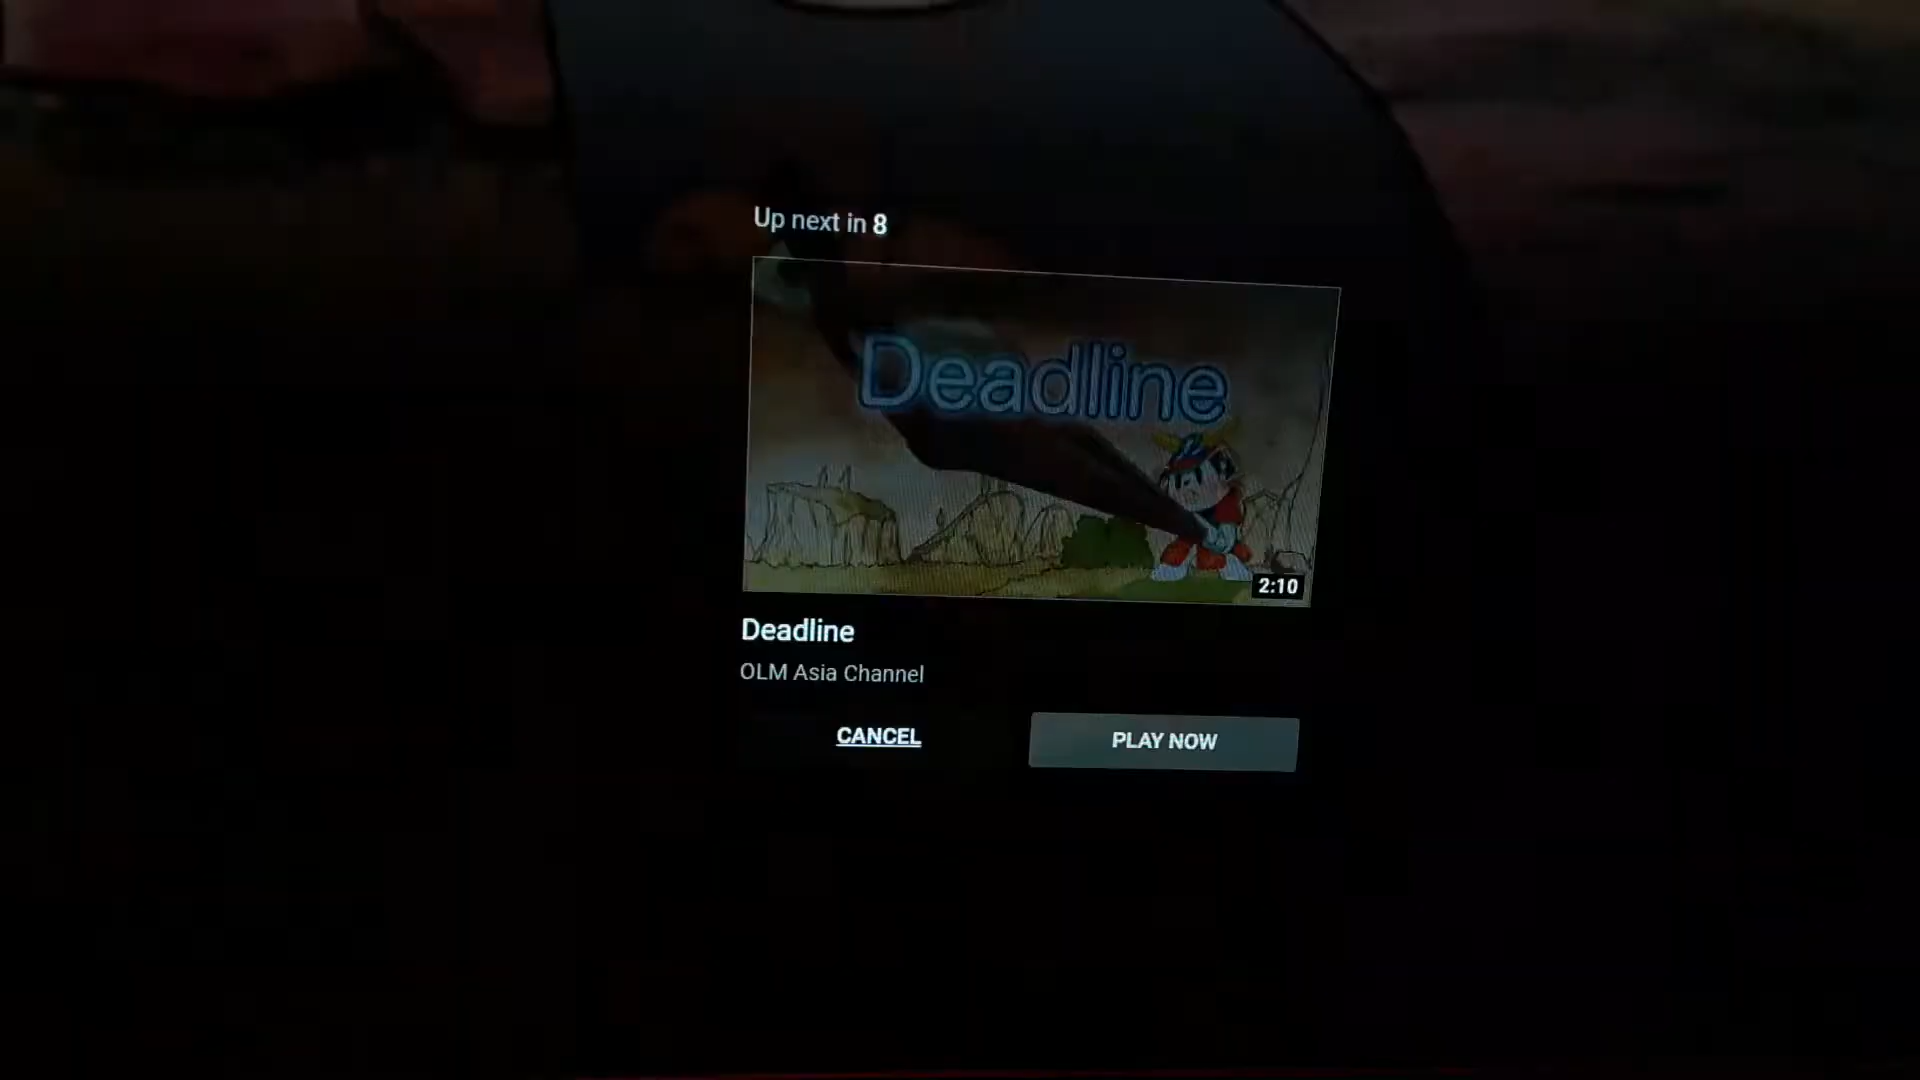 Up next in 8
Deadline
2:10
Deadline
OLM Asia Channel
CANCEL
PLAY NOW